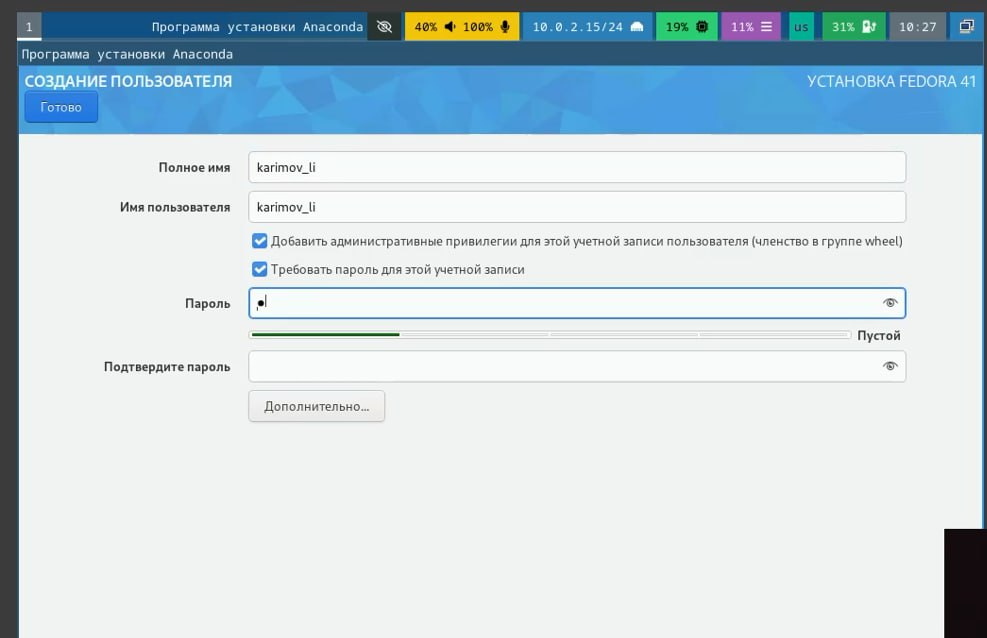 1 Программа установки Anaconda 40% 100% 10.0.2.15/24 19% 11% us 31% 10:27
Программа установки Anaconda
СОЗДАНИЕ ПОЛЬЗОВАТЕЛЯ УСТАНОВКА FEDORA 41
Готово
Полное имя karimov_li
Имя пользователя karimov_li
Добавить административные привилегии для этой учетной записи пользователя (членство в группе wheel)
Требовать пароль для этой учетной записи
Пароль
Пустой
Подтвердите пароль
Дополнительно...